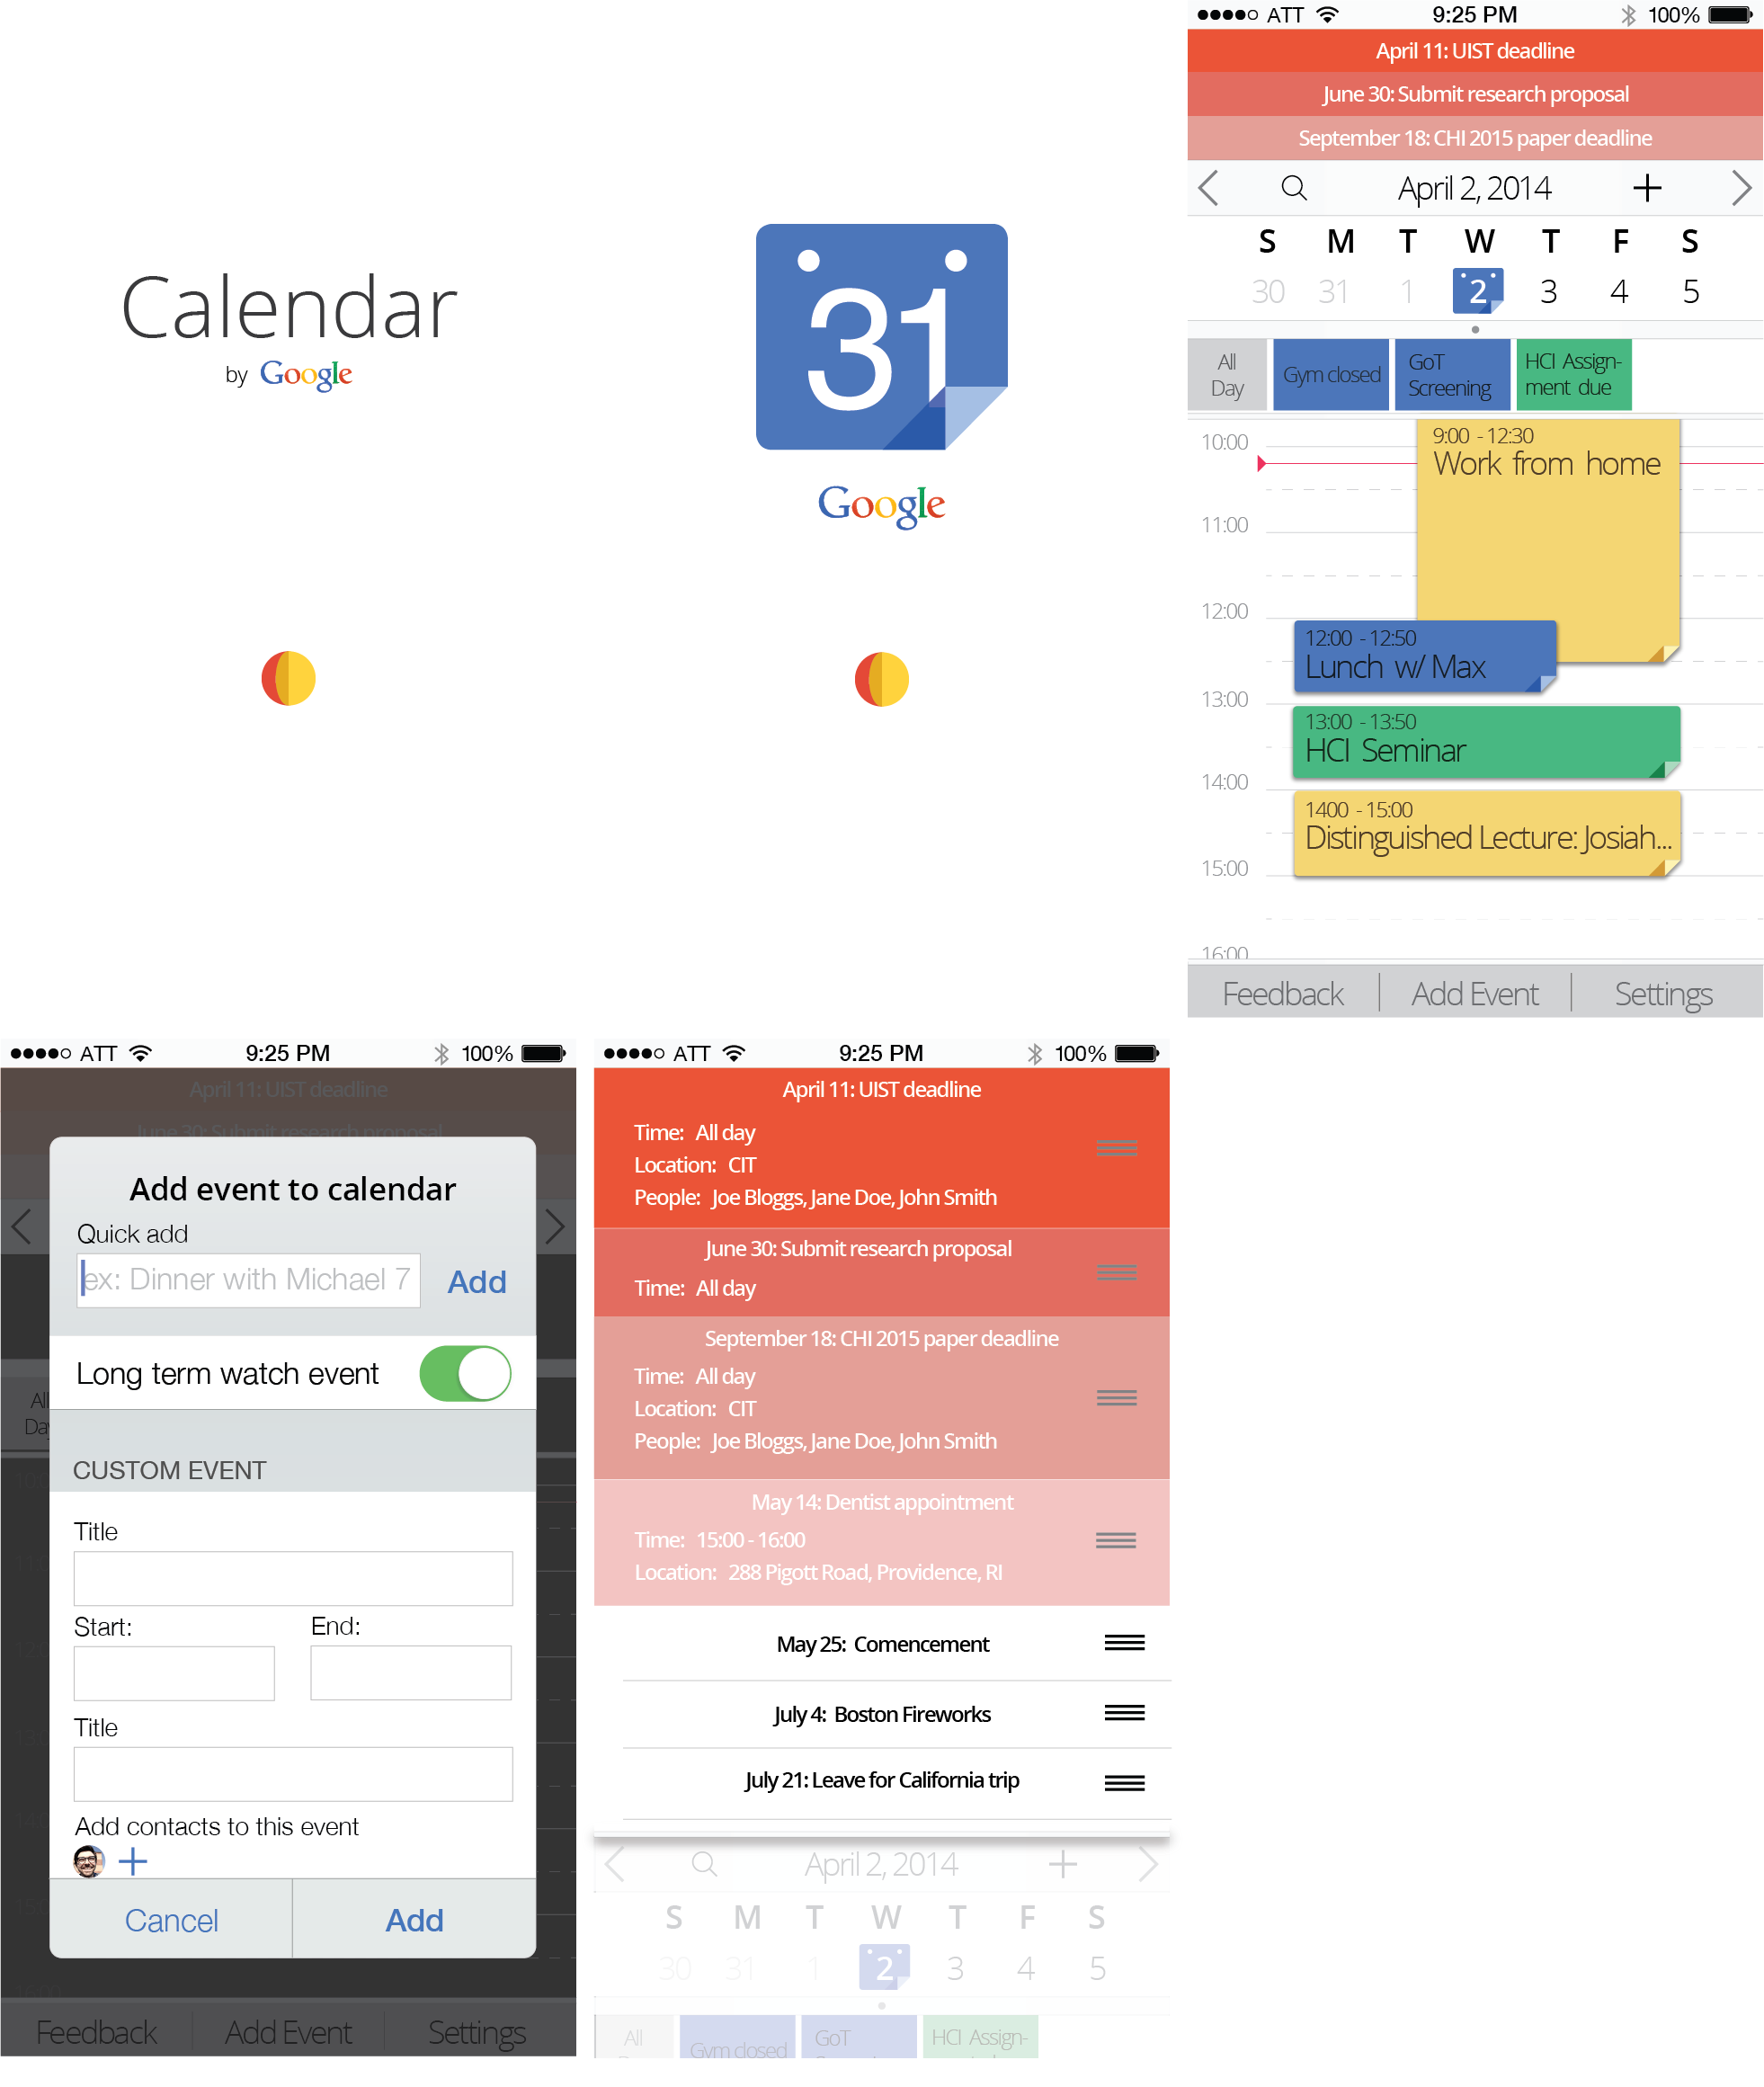 Calendar
by Google
31
Google
ATT 9:25 PM 100%
April 11: UIST deadline
June 30: Submit research proposal
September 18: CHI 2015 paper deadline
April 2, 2014 +
S M T W T F S
30 31 1 2 3 4 5
All
Day
Gym closed
GoT
Screening
HCI Assign-
ment due
10:00
9:00 - 12:30
Work from home
11:00
12:00
12:00 - 12:50
Lunch w/ Max
13:00
13:00 - 13:50
HCI Seminar
14:00
1400 - 15:00
Distinguished Lecture: Josiah...
15:00
16:00
Feedback Add Event Settings
ATT 9:25 PM 100%
April 11: UIST deadline
June 30: Submit research proposal
Add event to calendar
Quick add
ex: Dinner with Michael 7
Add
Long term watch event
All
Day
CUSTOM EVENT
Title
Start: End:
Title
Add contacts to this event
+
Cancel Add
Feedback Add Event Settings
ATT 9:25 PM 100%
April 11: UIST deadline
Time: All day
Location: CIT
People: Joe Bloggs, Jane Doe, John Smith
June 30: Submit research proposal
Time: All day
September 18: CHI 2015 paper deadline
Time: All day
Location: CIT
People: Joe Bloggs, Jane Doe, John Smith
May 14: Dentist appointment
Time: 15:00 - 16:00
Location: 288 Pigott Road, Providence, RI
May 25: Comencement
July 4: Boston Fireworks
July 21: Leave for California trip
April 2, 2014 +
S M T W T F S
30 31 1 2 3 4 5
All
Gym closed
GoT
HCI Assign-